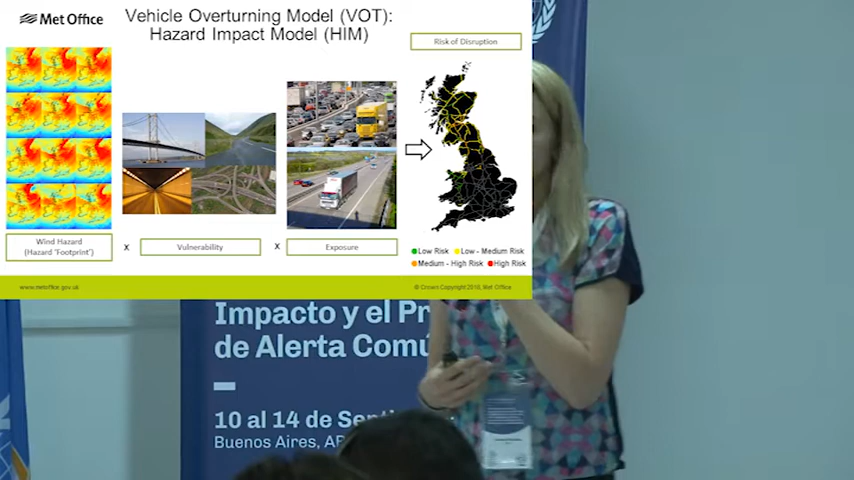 Met Office
Vehicle Overturning Model (VOT):
Hazard Impact Model (HIM)
Risk of Disruption
Wind Hazard
(Hazard 'Footprint')
x
Vulnerability
x
Exposure
Low Risk
Low - Medium Risk
Medium - High Risk
High Risk
www.metoffice.gov.uk
© Crown Copyright 2018, Met Office
Impacto y el Pr
de Alerta Comú
10 al 14 de Septi
Buenos Aires, AR